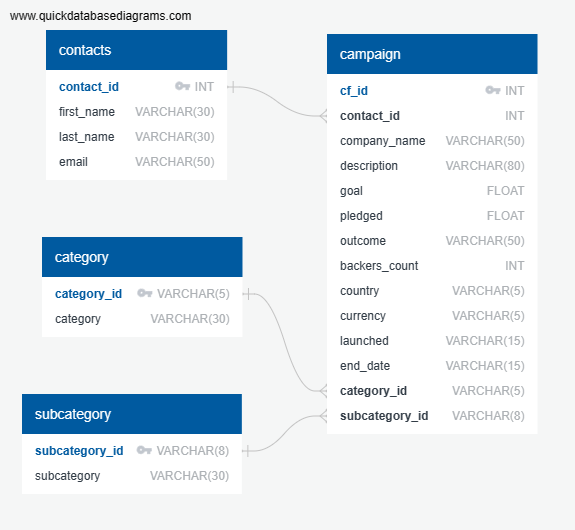 www.quickdatabasediagrams.com
contacts
contact_id INT
first_name VARCHAR(30)
last_name VARCHAR(30)
email VARCHAR(50)
campaign
cf_id INT
contact_id INT
company_name VARCHAR(50)
description VARCHAR(80)
goal FLOAT
pledged FLOAT
outcome VARCHAR(50)
backers_count INT
country VARCHAR(5)
currency VARCHAR(5)
launched VARCHAR(15)
end_date VARCHAR(15)
category_id VARCHAR(5)
subcategory_id VARCHAR(8)
category
category_id VARCHAR(5)
category VARCHAR(30)
subcategory
subcategory_id VARCHAR(8)
subcategory VARCHAR(30)